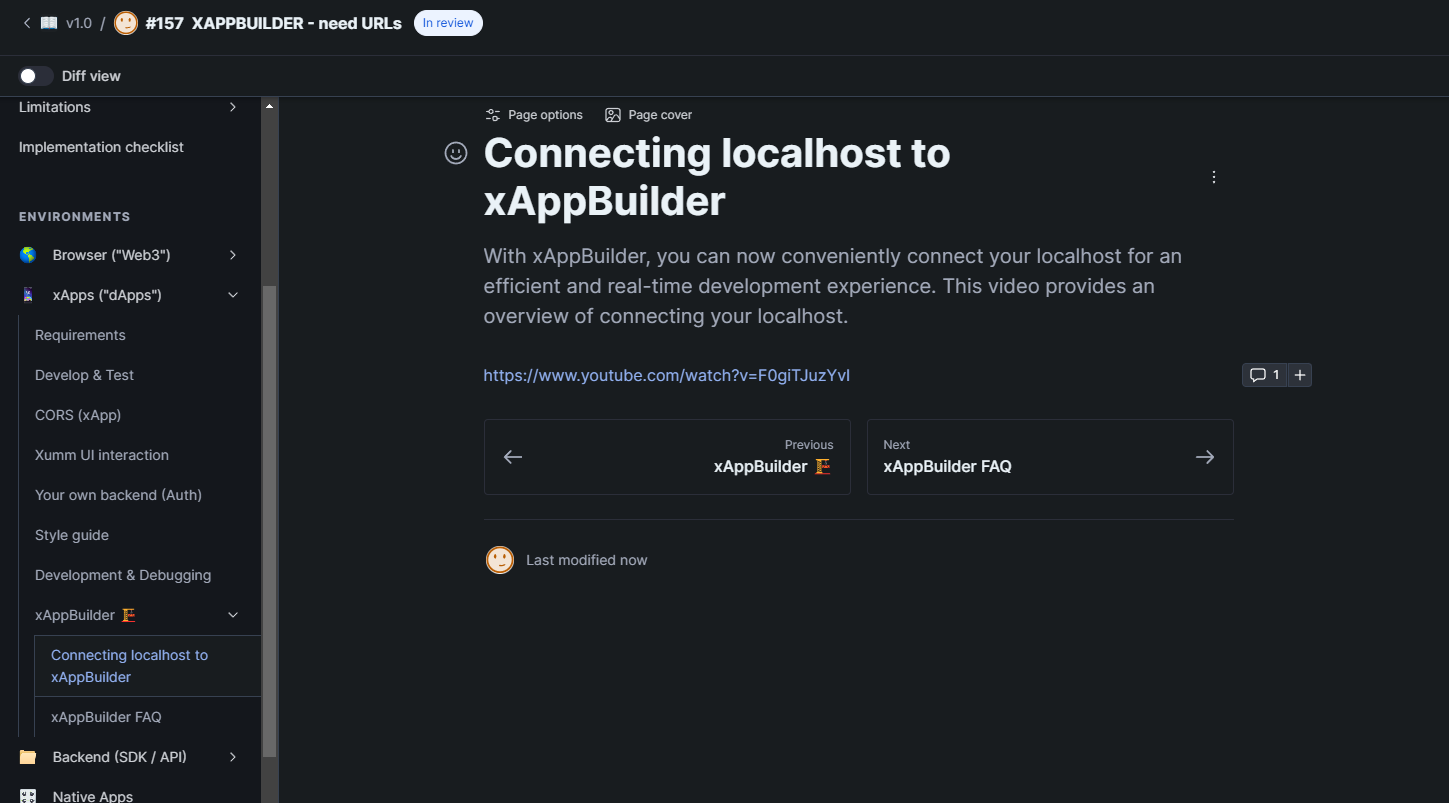 v1.0 / #157 XAPPBUILDER - need URLs In review
Diff view
Limitations
Implementation checklist
ENVIRONMENTS
Browser ("Web3")
xApps ("dApps")
Requirements
Develop & Test
CORS (xApp)
Xumm UI interaction
Your own backend (Auth)
Style guide
Development & Debugging
xAppBuilder
Connecting localhost to
xAppBuilder
xAppBuilder FAQ
Backend (SDK / API)
Native Apps
Page options Page cover
Connecting localhost to
xAppBuilder
With xAppBuilder, you can now conveniently connect your localhost for an
efficient and real-time development experience. This video provides an
overview of connecting your localhost.
https://www.youtube.com/watch?v=F0giTJuzYvI
1
Previous
xAppBuilder
Next
xAppBuilder FAQ
Last modified now